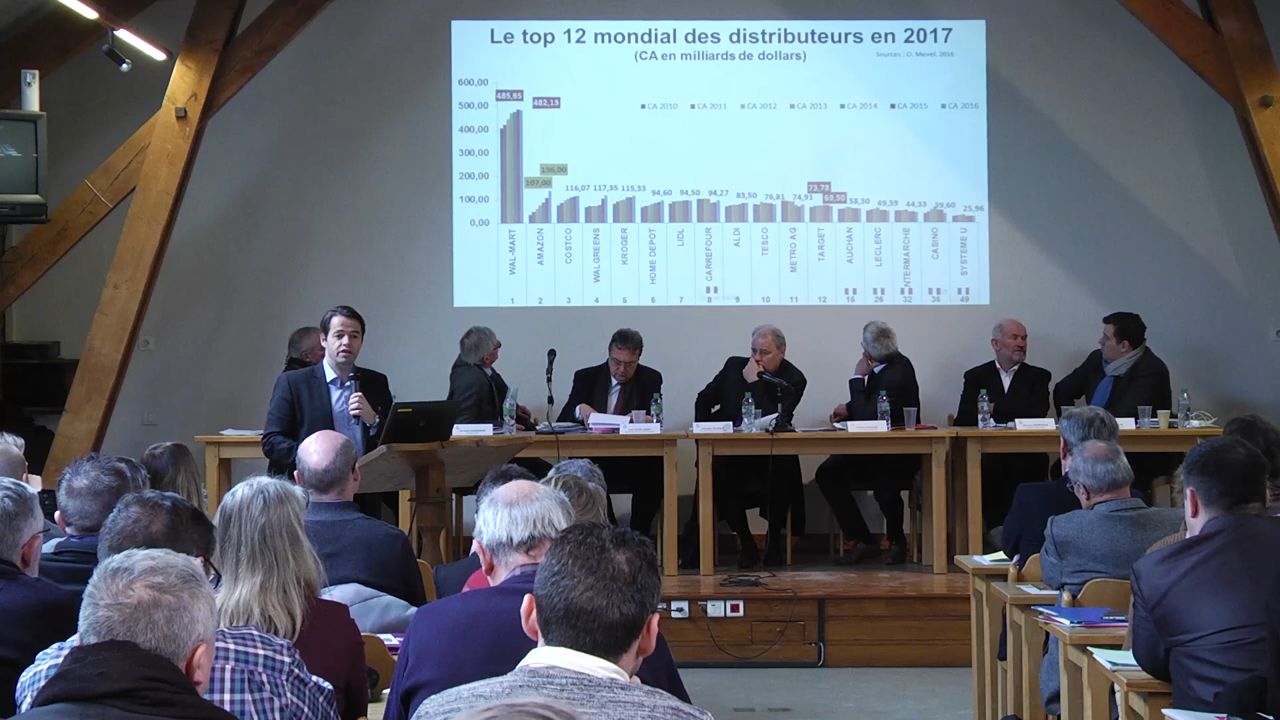 Le top 12 mondial des distributeurs en 2017
(CA en milliards de dollars)
Sources : O. Mevel, 2016
600,00
500,00
400,00
300,00
200,00
100,00
0,00
CA 2010 CA 2011 CA 2012 CA 2013 CA 2014 CA 2015 CA 2016
485,65
482,13
136,00
107,00
116,07 117,35 115,33 94,60 94,50 94,27 83,50 76,81 74,91 73,79 69,50 58,30 49,39 44,33 39,60 25,96
WAL-MART AMAZON COSTCO WALGREENS KROGER HOME DEPOT LIDL CARREFOUR ALDI TESCO METRO AG TARGET AUCHAN LECLERC INTERMARCHE CASINO SYSTEME U
1 2 3 4 5 6 7 8 9 10 11 12 16 26 32 36 49